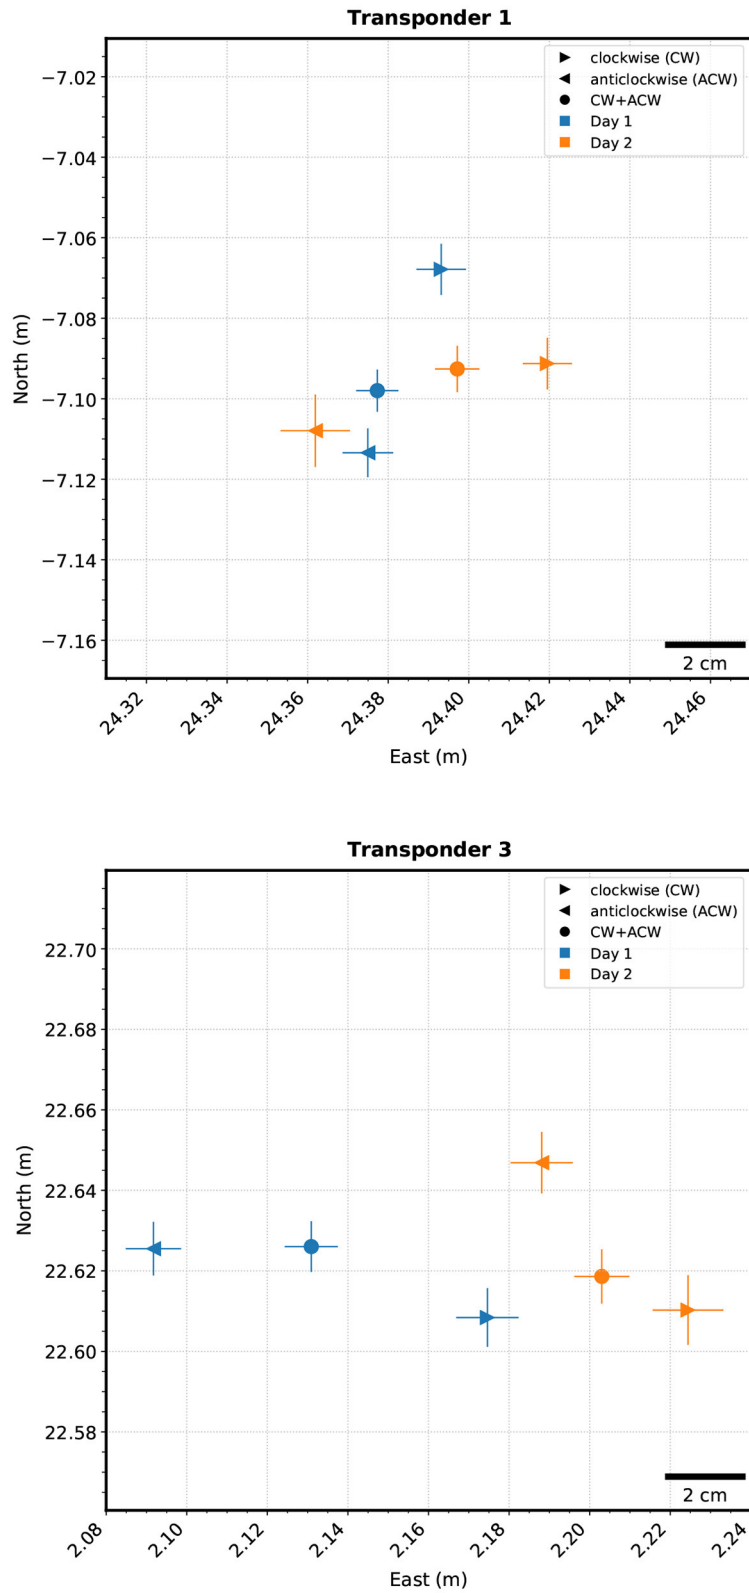 Transponder 1
clockwise (CW)
anticlockwise (ACW)
CW+ACW
Day 1
Day 2
−7.02
−7.04
−7.06
−7.08
−7.10
−7.12
−7.14
−7.16
North (m)
2 cm
24.32
24.34
24.36
24.38
24.40
24.42
24.44
24.46
East (m)
Transponder 3
clockwise (CW)
anticlockwise (ACW)
CW+ACW
Day 1
Day 2
22.70
22.68
22.66
22.64
22.62
22.60
22.58
North (m)
2 cm
2.08
2.10
2.12
2.14
2.16
2.18
2.20
2.22
2.24
East (m)